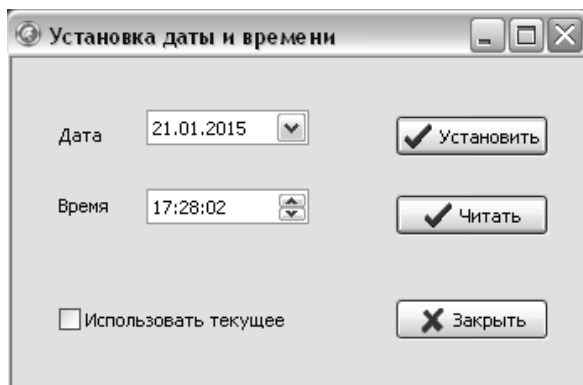 Установка даты и времени
Дата
21.01.2015
Установить
Время
17:28:02
Читать
Использовать текущее
Закрыть